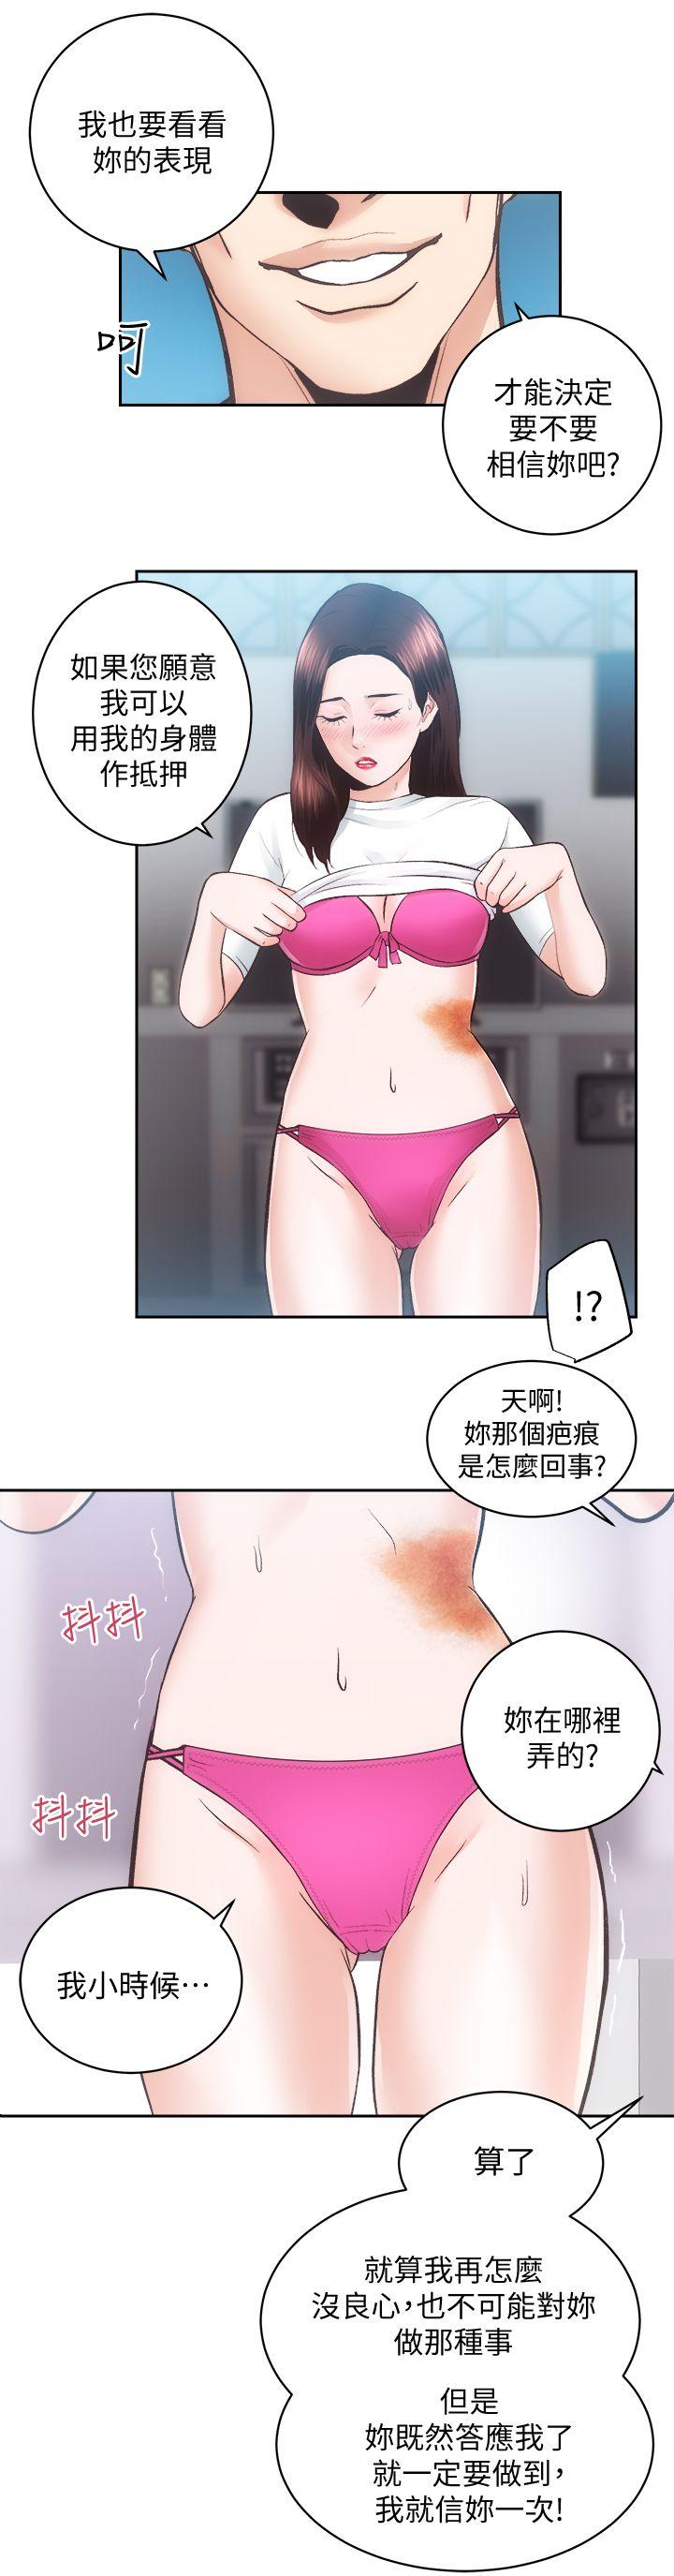 我也要看看
妳的表現
呵
才能決定
要不要
相信妳吧?
如果您願意
我可以
用我的身體
作抵押
!?
天啊!
妳那個疤痕
是怎麼回事?
抖抖
妳在哪裡
弄的?
抖抖
我小時候…
算了
就算我再怎麼
沒良心,也不可能對妳
做那種事
但是
妳既然答應我了
就一定要做到,
我就信妳一次!